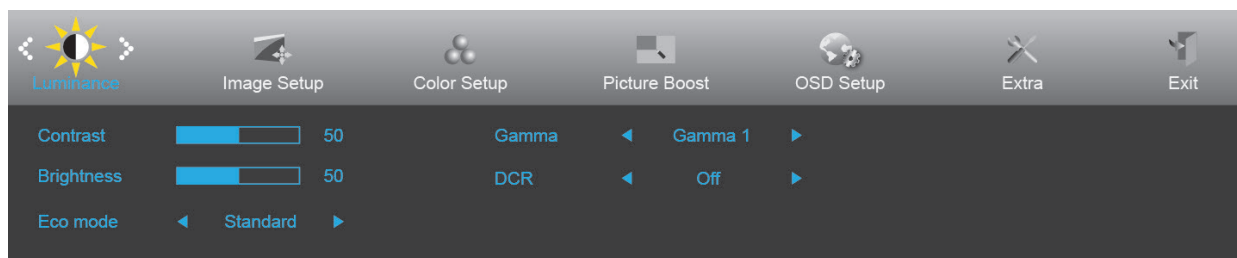 Luminance Image Setup Color Setup Picture Boost OSD Setup Extra Exit
Contrast 50 Gamma Gamma 1
Brightness 50 DCR Off
Eco mode Standard